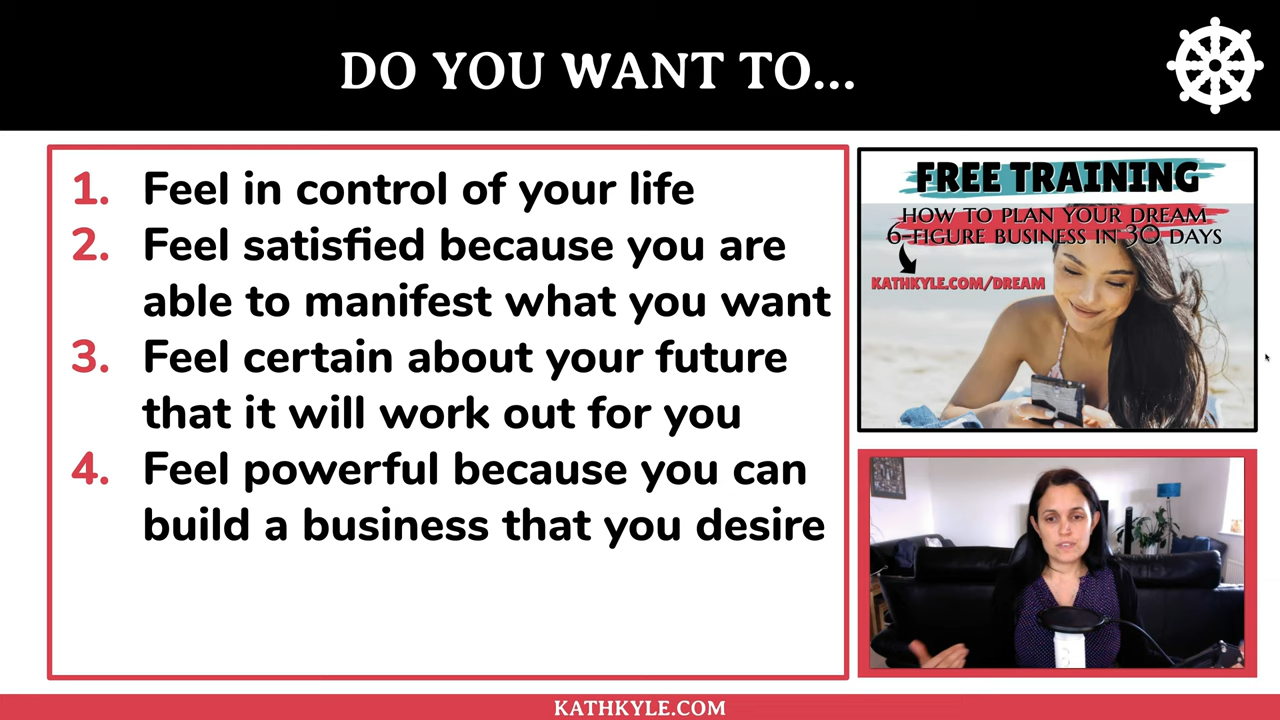 DO YOU WANT TO...
1. Feel in control of your life
2. Feel satisfied because you are
able to manifest what you want
3. Feel certain about your future
that it will work out for you
4. Feel powerful because you can
build a business that you desire
FREE TRAINING
HOW TO PLAN YOUR DREAM
6-FIGURE BUSINESS IN 30 DAYS
KATHKYLE.COM/DREAM
KATHKYLE.COM